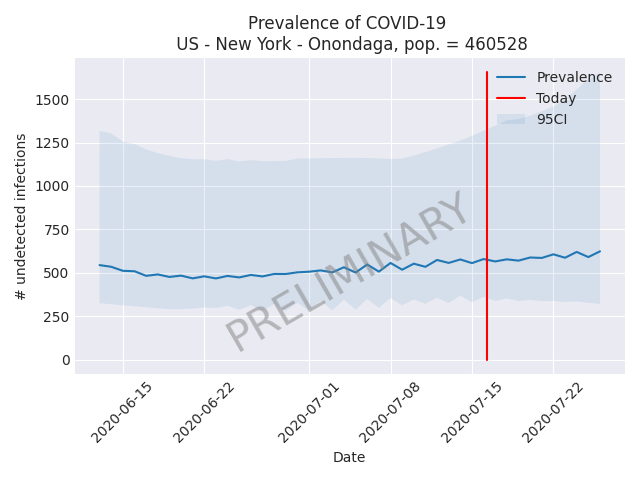 Prevalence of COVID-19
US - New York - Onondaga, pop. = 460528
# undetected infections
1500
1250
1000
750
500
250
0
Prevalence
Today
95CI
PRELIMINARY
2020-06-15
2020-06-22
2020-07-01
2020-07-08
2020-07-15
2020-07-22
Date